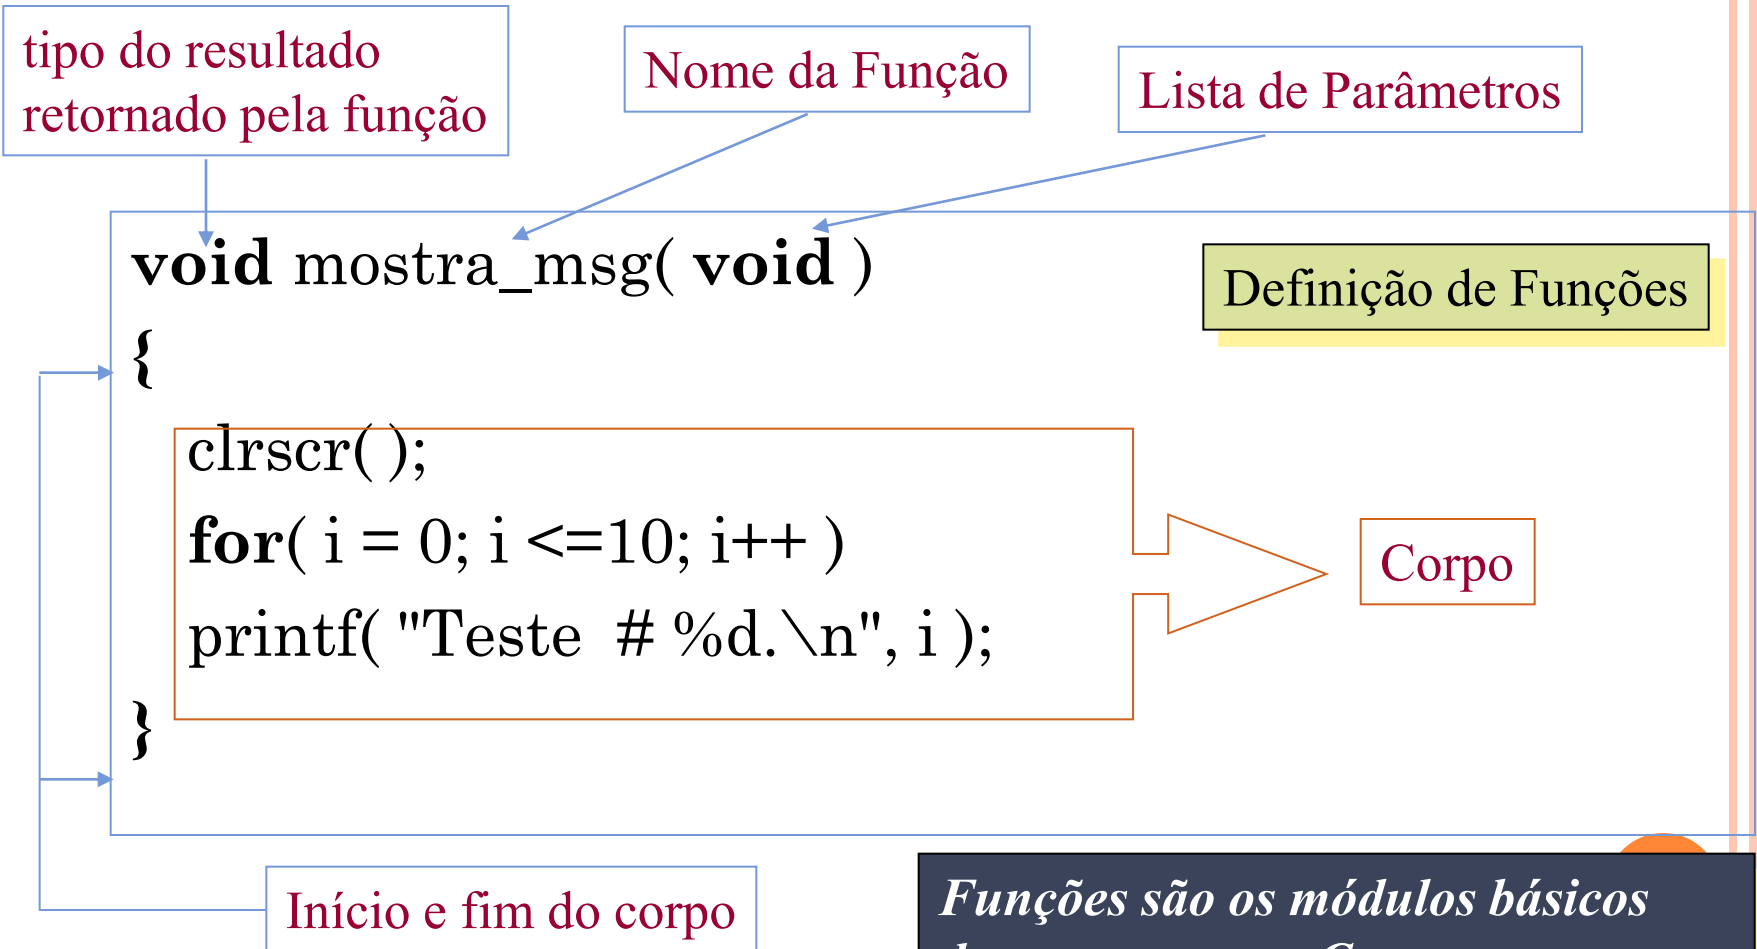 tipo do resultado
retornado pela função
Nome da Função
Lista de Parâmetros
void mostra_msg( void )
Definição de Funções
{
clrscr( );
for( i = 0; i <=10; i++ )
printf( "Teste  # %d.\n", i );
}
Corpo
Início e fim do corpo
Funções são os módulos básicos